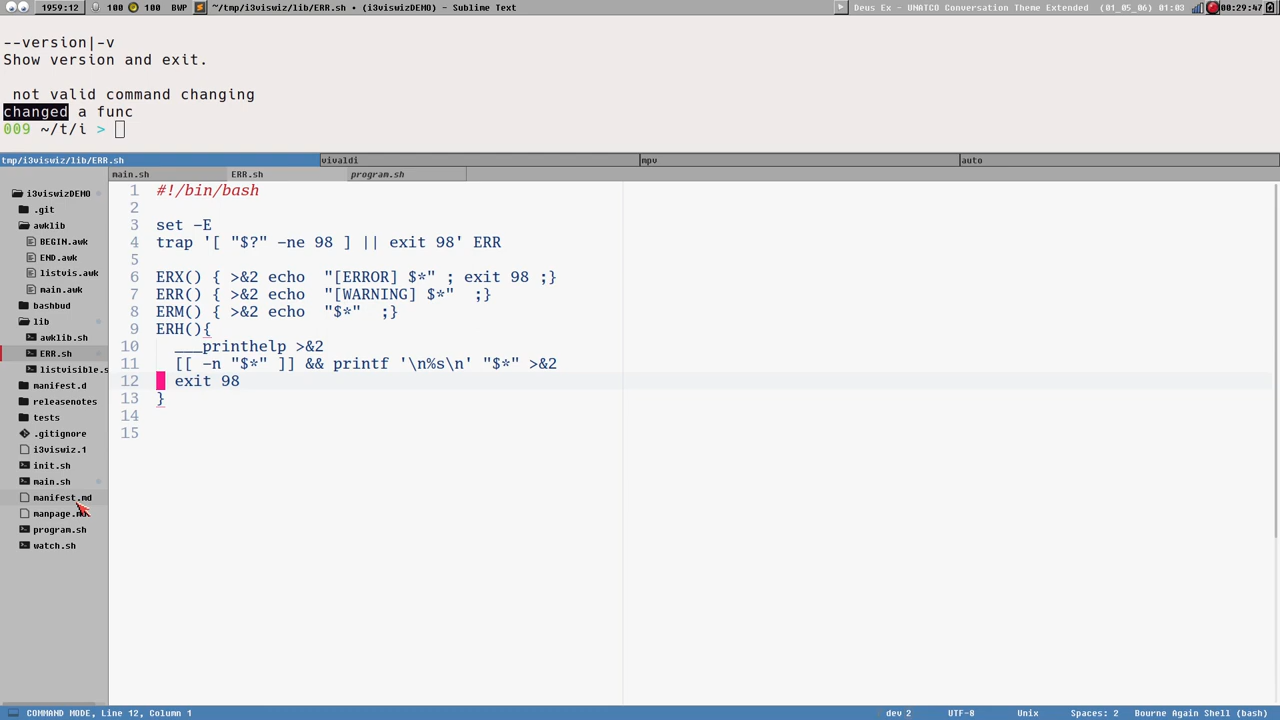 1959:12 100 100 BWP ~/tmp/i3viswiz/lib/ERR.sh • (i3viswizDEMO) - Sublime Text Deus Ex - UNATCO Conversation Theme Extended (01_05_06) 01:03 00:29:47
--version|-v
Show version and exit.
not valid command changing
changed a func
009 ~/t/i >
tmp/i3viswiz/lib/ERR.sh vivaldi mpv auto
main.sh ERR.sh program.sh
i3viswizDEMO
.git
awklib
BEGIN.awk
END.awk
listvis.awk
main.awk
bashbud
lib
awklib.sh
ERR.sh
listvisible.s
manifest.d
releasenotes
tests
.gitignore
i3viswiz.1
init.sh
main.sh
manifest.md
manpage.md
program.sh
watch.sh
1 #!/bin/bash
2
3 set -E
4 trap '[ "$?" -ne 98 ] || exit 98' ERR
5
6 ERX() { >&2 echo  "[ERROR] $*" ; exit 98 ;}
7 ERR() { >&2 echo  "[WARNING] $*"  ;}
8 ERM() { >&2 echo  "$*"  ;}
9 ERH(){
10   ___printhelp >&2
11   [[ -n "$*" ]] && printf '\n%s\n' "$*" >&2
12   exit 98
13 }
14
15
COMMAND MODE, Line 12, Column 1 dev 2 UTF-8 Unix Spaces: 2 Bourne Again Shell (bash)